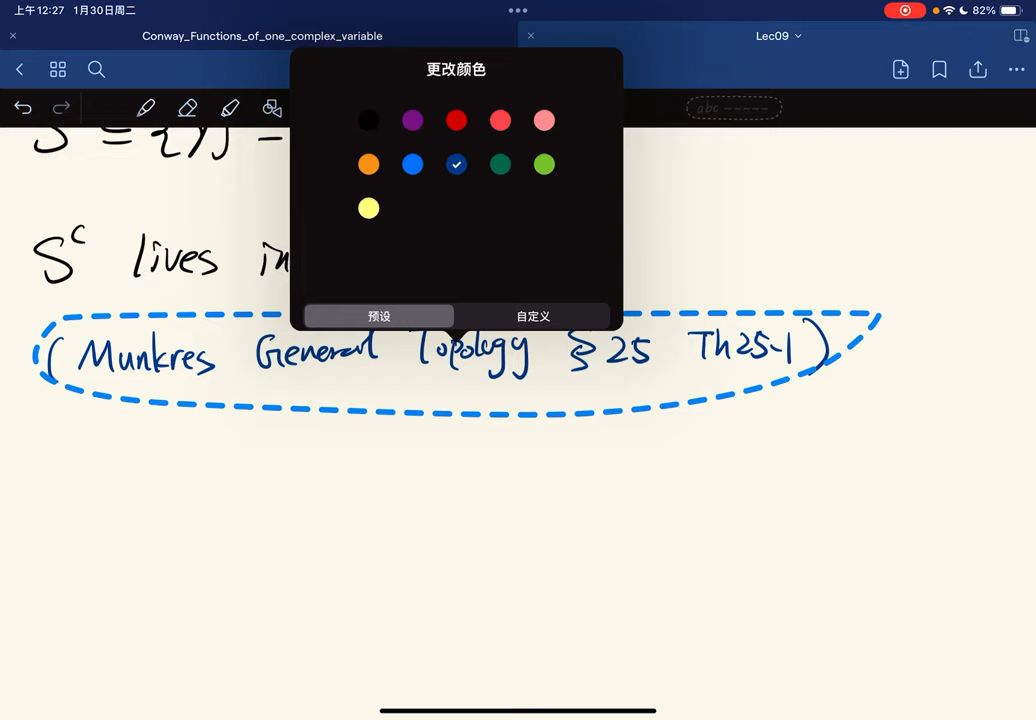 上午12:27 1月30日周二
82%
Conway_Functions_of_one_complex_variable
Lec09
更改颜色
abc
S^c lives in
预设
自定义
( Munkres General Topology § 25 Th25-1 )